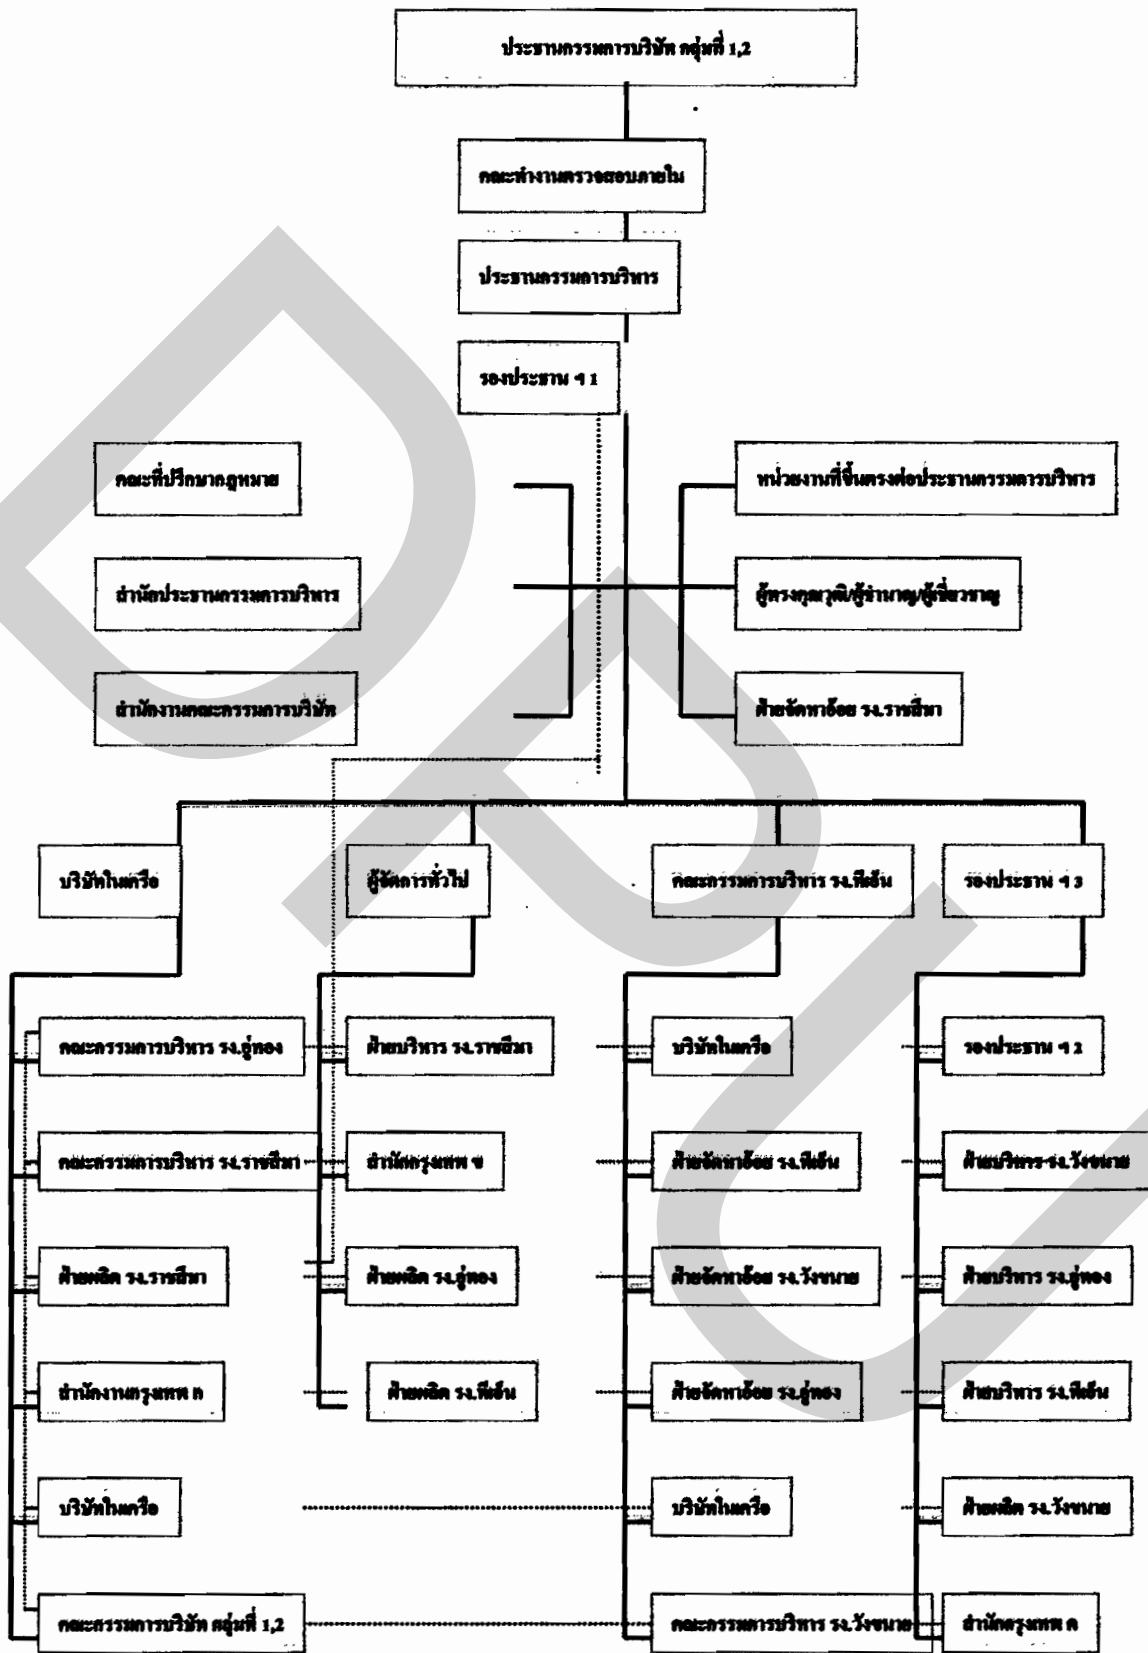 ประธานกรรมการบริษัท กลุ่มที่ 1,2
คณะทำงานตรวจสอบภายใน
ประธานกรรมการบริหาร
รองประธาน ฯ 1
คณะที่ปรึกษากฎหมาย
หน่วยงานที่ขึ้นตรงต่อประธานกรรมการบริหาร
สำนักประธานกรรมการบริหาร
ผู้ทรงคุณวุฒิ/ผู้ชำนาญ/ผู้เชี่ยวชาญ
สำนักงานคณะกรรมการบริษัท
ฝ่ายจัดหาอ้อย รง.ราชสีมา
บริษัทในเครือ
ผู้จัดการทั่วไป
คณะกรรมการบริหาร รง.ทีเอ็น
รองประธาน ฯ 3
คณะกรรมการบริหาร รง.อู่ทอง
ฝ่ายบริหาร รง.ราชสีมา
บริษัทในเครือ
รองประธาน ฯ 2
คณะกรรมการบริหาร รง.ราชสีมา
สำนักกรุงเทพ ข
ฝ่ายจัดหาอ้อย รง.ทีเอ็น
ฝ่ายบริหาร รง.วังขนาย
ฝ่ายผลิต รง.ราชสีมา
ฝ่ายผลิต รง.อู่ทอง
ฝ่ายจัดหาอ้อย รง.วังขนาย
ฝ่ายบริหาร รง.อู่ทอง
สำนักงานกรุงเทพ ก
ฝ่ายผลิต รง.ทีเอ็น
ฝ่ายจัดหาอ้อย รง.อู่ทอง
ฝ่ายบริหาร รง.ทีเอ็น
บริษัทในเครือ
บริษัทในเครือ
ฝ่ายผลิต รง.วังขนาย
คณะกรรมการบริษัท กลุ่มที่ 1,2
คณะกรรมการบริหาร รง.วังขนาย
สำนักกรุงเทพ ค